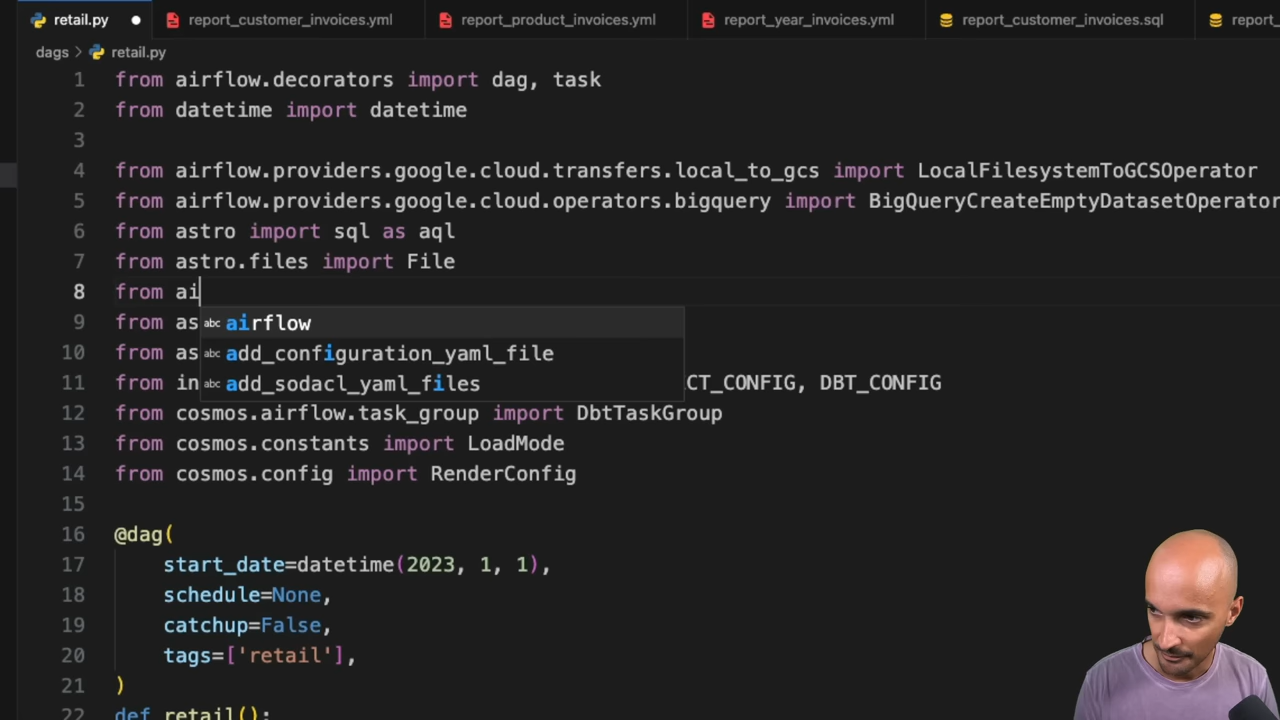 retail.py
report_customer_invoices.yml
report_product_invoices.yml
report_year_invoices.yml
report_customer_invoices.sql
report_
dags > retail.py
1 from airflow.decorators import dag, task
2 from datetime import datetime
3
4 from airflow.providers.google.cloud.transfers.local_to_gcs import LocalFilesystemToGCSOperator
5 from airflow.providers.google.cloud.operators.bigquery import BigQueryCreateEmptyDatasetOperator
6 from astro import sql as aql
7 from astro.files import File
8 from ai
abc airflow
9 from as
abc add_configuration_yaml_file
10 from as
abc add_sodacl_yaml_files
11 from in CT_CONFIG, DBT_CONFIG
12 from cosmos.airflow.task_group import DbtTaskGroup
13 from cosmos.constants import LoadMode
14 from cosmos.config import RenderConfig
15
16 @dag(
17 start_date=datetime(2023, 1, 1),
18 schedule=None,
19 catchup=False,
20 tags=['retail'],
21 )
22 def retail():